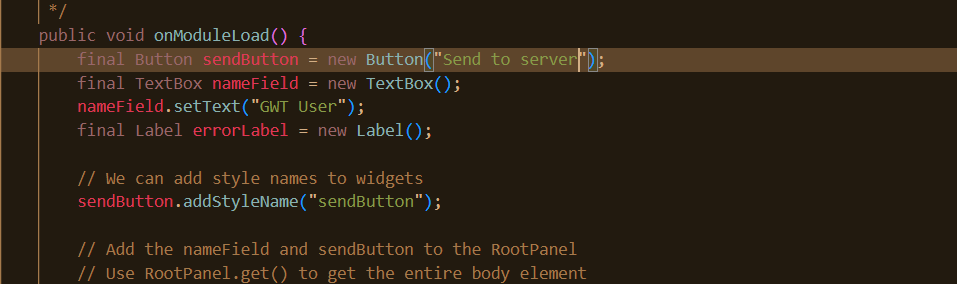 */
public void onModuleLoad() {
final Button sendButton = new Button("Send to server");
final TextBox nameField = new TextBox();
nameField.setText("GWT User");
final Label errorLabel = new Label();
// We can add style names to widgets
sendButton.addStyleName("sendButton");
// Add the nameField and sendButton to the RootPanel
// Use RootPanel.get() to get the entire body element